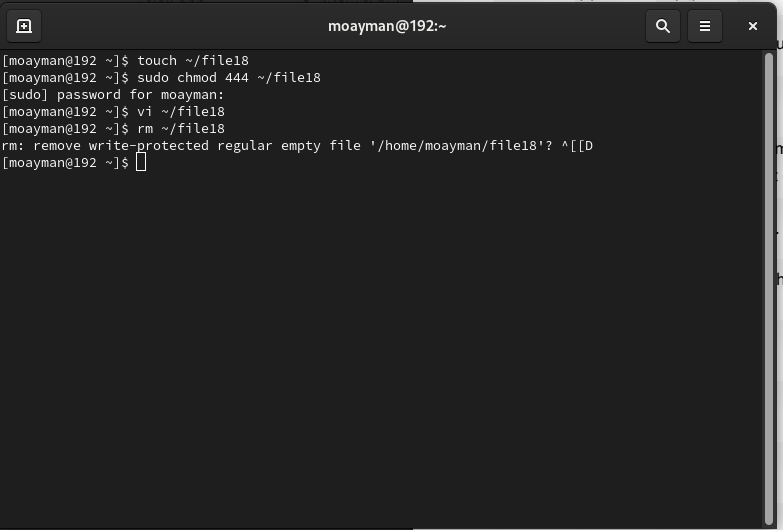 moayman@192:~
[moayman@192 ~]$ touch ~/file18
[moayman@192 ~]$ sudo chmod 444 ~/file18
[sudo] password for moayman:
[moayman@192 ~]$ vi ~/file18
[moayman@192 ~]$ rm ~/file18
rm: remove write-protected regular empty file '/home/moayman/file18'? ^[[D
[moayman@192 ~]$